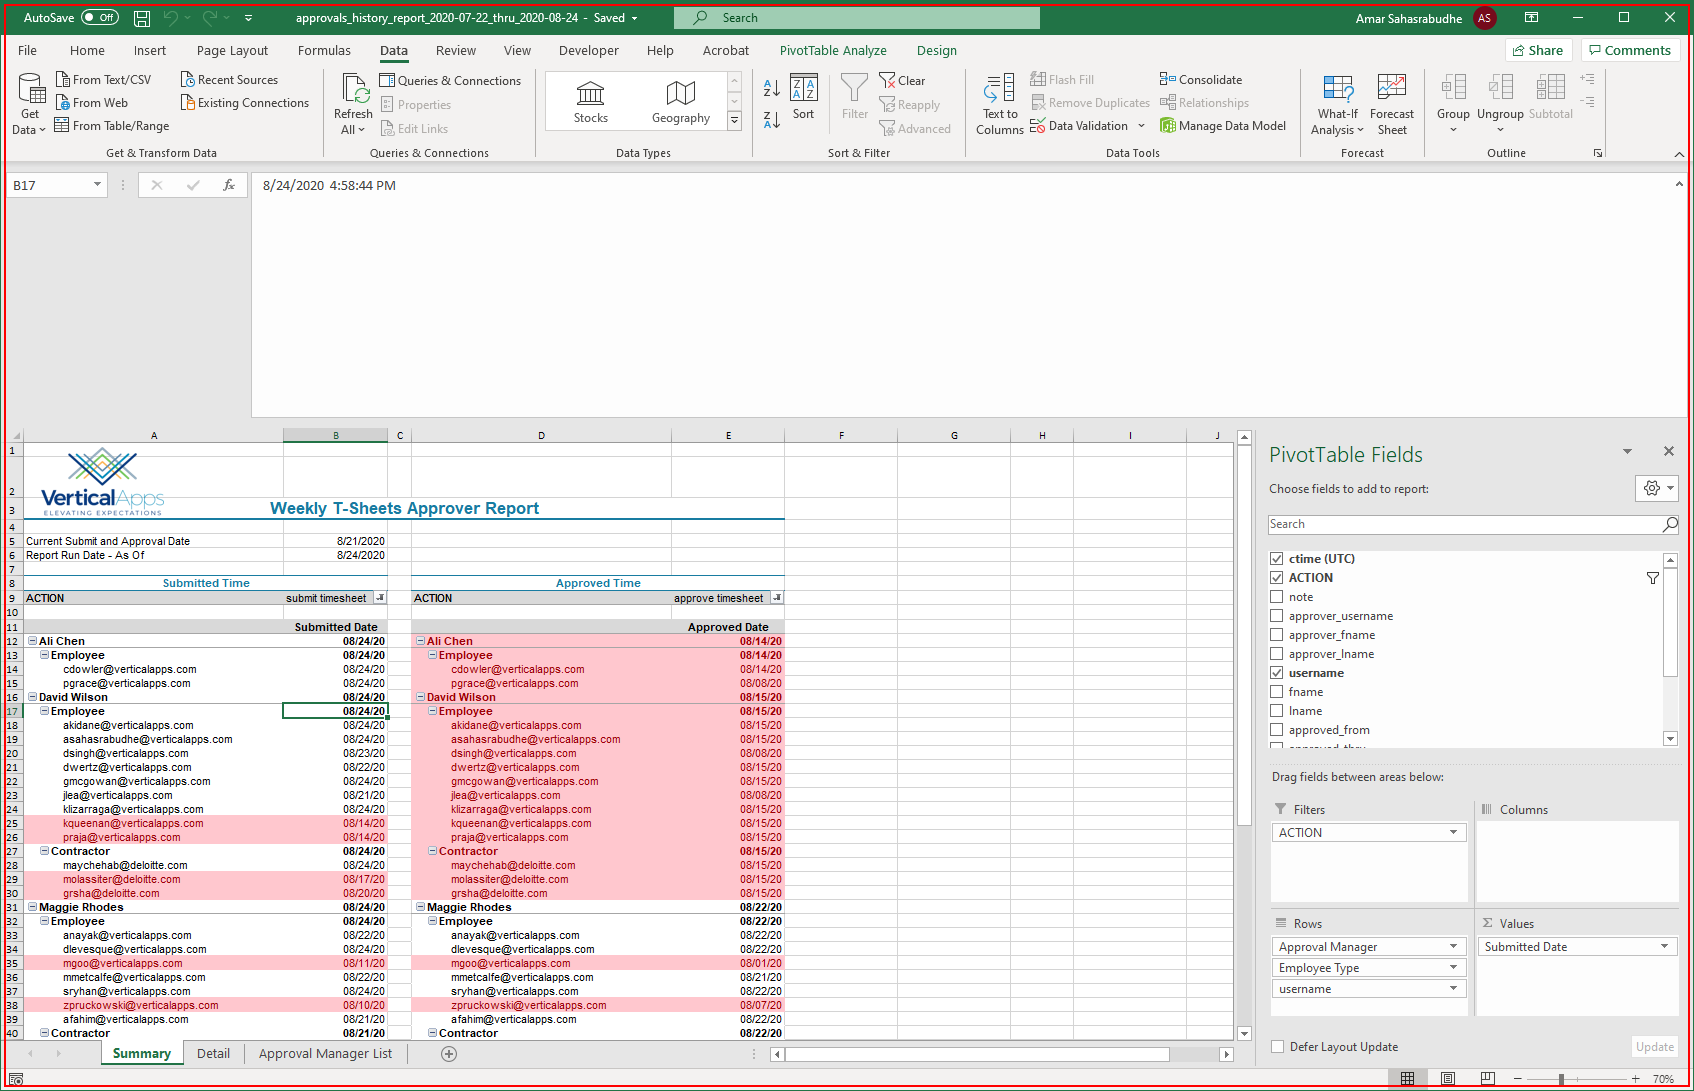 AutoSave Off approvals_history_report_2020-07-22_thru_2020-08-24 - Saved Search Amar Sahasrabudhe AS
File Home Insert Page Layout Formulas Data Review View Developer Help Acrobat PivotTable Analyze Design Share Comments
Get Data
From Text/CSV
From Web
From Table/Range
Recent Sources
Existing Connections
Get & Transform Data
Refresh All
Queries & Connections
Properties
Edit Links
Queries & Connections
Stocks Geography
Data Types
Sort
Filter
Clear
Reapply
Advanced
Sort & Filter
Text to Columns
Flash Fill
Remove Duplicates
Data Validation
Consolidate
Relationships
Manage Data Model
Data Tools
What-If Analysis
Forecast Sheet
Forecast
Group Ungroup Subtotal
Outline
B17 fx 8/24/2020 4:58:44 PM
A B C D E F G H I J
1
2
VerticalApps
ELEVATING EXPECTATIONS
3 Weekly T-Sheets Approver Report
4
5 Current Submit and Approval Date 8/21/2020
6 Report Run Date - As Of 8/24/2020
7
8 Submitted Time Approved Time
9 ACTION submit timesheet ACTION approve timesheet
10
11 Submitted Date Approved Date
12 Ali Chen 08/24/20 Ali Chen 08/14/20
13 Employee 08/24/20 Employee 08/14/20
14 cdowler@verticalapps.com 08/24/20 cdowler@verticalapps.com 08/14/20
15 pgrace@verticalapps.com 08/24/20 pgrace@verticalapps.com 08/08/20
16 David Wilson 08/24/20 David Wilson 08/15/20
17 Employee 08/24/20 Employee 08/15/20
18 akidane@verticalapps.com 08/24/20 akidane@verticalapps.com 08/15/20
19 asahasrabudhe@verticalapps.com 08/24/20 asahasrabudhe@verticalapps.com 08/15/20
20 dsingh@verticalapps.com 08/23/20 dsingh@verticalapps.com 08/08/20
21 dwertz@verticalapps.com 08/22/20 dwertz@verticalapps.com 08/15/20
22 gmcgowan@verticalapps.com 08/24/20 gmcgowan@verticalapps.com 08/15/20
23 jlea@verticalapps.com 08/21/20 jlea@verticalapps.com 08/08/20
24 klizarraga@verticalapps.com 08/24/20 klizarraga@verticalapps.com 08/15/20
25 kqueenan@verticalapps.com 08/14/20 kqueenan@verticalapps.com 08/15/20
26 praja@verticalapps.com 08/14/20 praja@verticalapps.com 08/15/20
27 Contractor 08/24/20 Contractor 08/15/20
28 maychehab@deloitte.com 08/24/20 maychehab@deloitte.com 08/15/20
29 molassiter@deloitte.com 08/17/20 molassiter@deloitte.com 08/15/20
30 grsha@deloitte.com 08/20/20 grsha@deloitte.com 08/15/20
31 Maggie Rhodes 08/24/20 Maggie Rhodes 08/22/20
32 Employee 08/24/20 Employee 08/22/20
33 anayak@verticalapps.com 08/22/20 anayak@verticalapps.com 08/22/20
34 dlevesque@verticalapps.com 08/24/20 dlevesque@verticalapps.com 08/22/20
35 mgoo@verticalapps.com 08/11/20 mgoo@verticalapps.com 08/01/20
36 mmetcalfe@verticalapps.com 08/22/20 mmetcalfe@verticalapps.com 08/21/20
37 sryhan@verticalapps.com 08/24/20 sryhan@verticalapps.com 08/22/20
38 zpruckowski@verticalapps.com 08/10/20 zpruckowski@verticalapps.com 08/07/20
39 afahim@verticalapps.com 08/21/20 afahim@verticalapps.com 08/22/20
40 Contractor 08/21/20 Contractor 08/22/20
Summary Detail Approval Manager List
PivotTable Fields
Choose fields to add to report:
Search
ctime (UTC)
ACTION
note
approver_username
approver_fname
approver_lname
username
fname
lname
approved_from
approved_thru
Drag fields between areas below:
Filters Columns
ACTION
Rows Values
Approval Manager Submitted Date
Employee Type
username
Defer Layout Update Update
70%